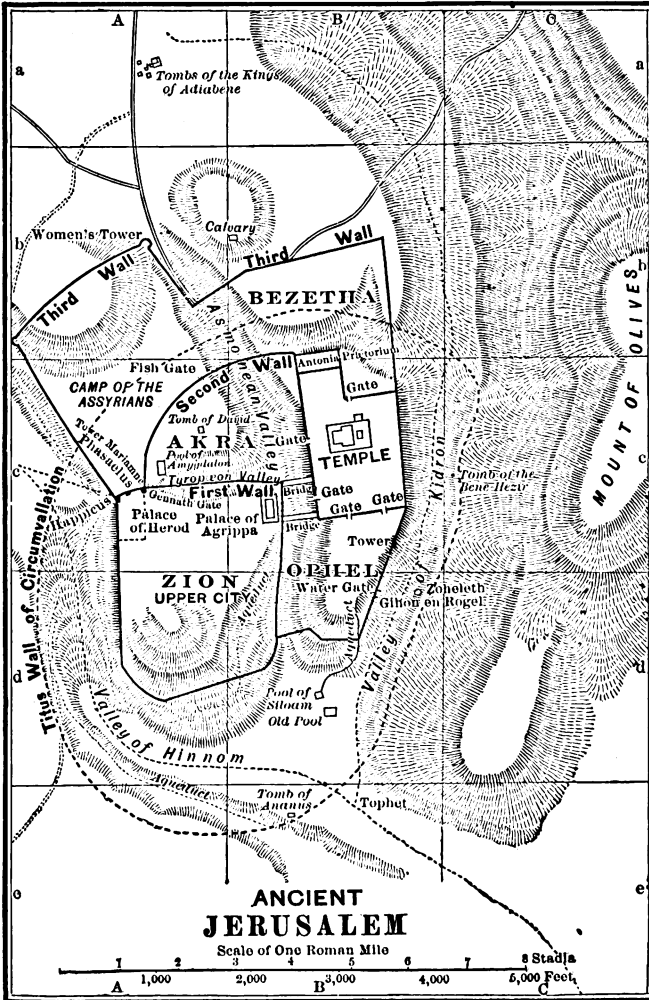 A B C
a a
Tombs of the Kings
of Adiabene
Women's Tower
b b
Calvary
Third Wall
Third Wall
BEZETHA
Asmonean Valley
MOUNT OF OLIVES
Fish Gate
Second Wall
Antonia Prætorium
CAMP OF THE
ASSYRIANS
Gate
Tomb of David
AKRA
Gate
TEMPLE
Pool of
Amygdalon
Tower Mariamne
Phasaelus
Tyropœon Valley
Kidron
Tomb of the
Bene Hezir
c c
Hippicus
First Wall
Bridge
Gate
Gennath Gate
Gate Gate
Palace
of Herod
Palace of
Agrippa
Bridge
Tower
Titus Wall of Circumvallation
ZION
UPPER CITY
OPHEL
Water Gate
Aqueduct
Aqueduct
Zoheleth
Gihon en Rogel
Valley of
d d
Pool of
Siloam
Old Pool
Valley of Hinnom
Aqueduct
Tomb of
Ananus
Tophet
e e
ANCIENT
JERUSALEM
Scale of One Roman Mile
1 2 3 4 5 6 7 8 Stadia
1,000 2,000 3,000 4,000 5,000 Feet
A B C